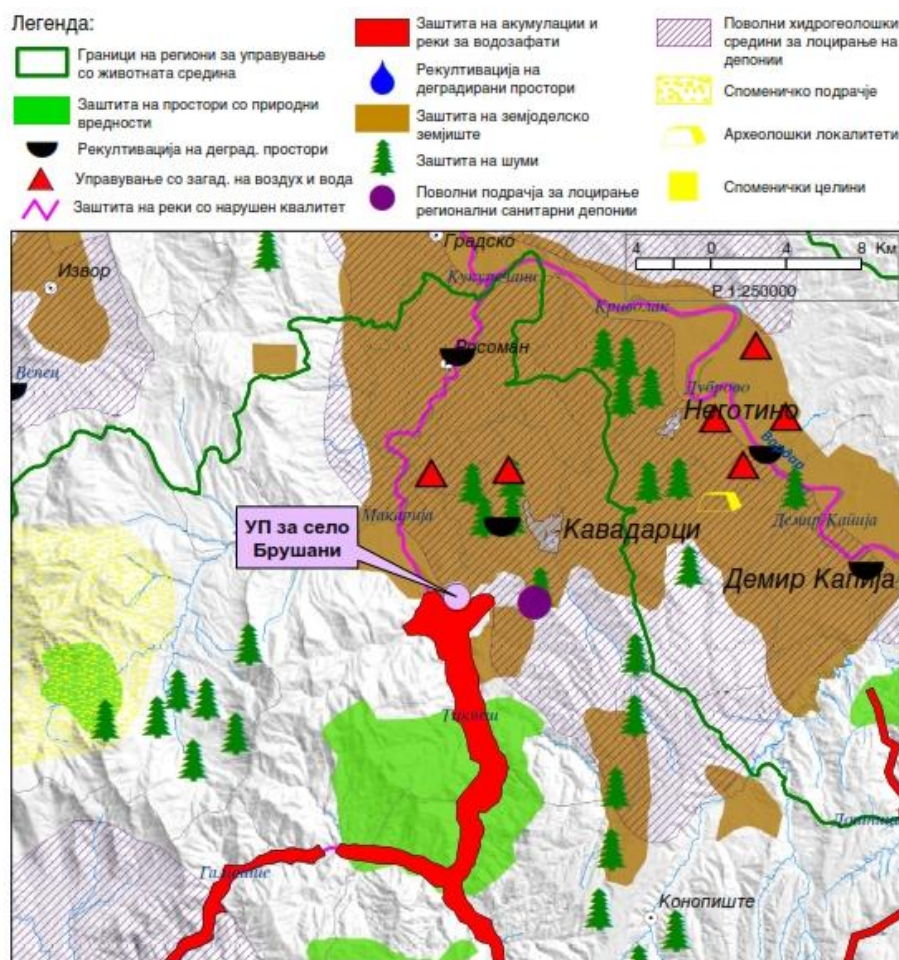 Легенда:
Граници на региони за управување
со животната средина
Заштита на простори со природни
вредности
Рекултивација на деград. простори
Управување со загад. на воздух и вода
Заштита на реки со нарушен квалитет
Заштита на акумулации и
реки за водозафати
Рекултивација на
деградирани простори
Заштита на земјоделско
земјиште
Заштита на шуми
Поволни подрачја за лоцирање
регионални санитарни депонии
Поволни хидрогеолошки
средини за лоцирање на
депонии
Споменичко подрачје
Археолошки локалитети
Споменички целини
Градско
4 0 4 8 Км
Р 1:250000
Извор
Кукуречани
Криволак
Росоман
Венец
Дуброво
Неготино
Вардар
Макарија
УП за село
Брушани
Кавадарци
Демир Капија
Демир Капија
Тиквеш
Галиште
Конопиште